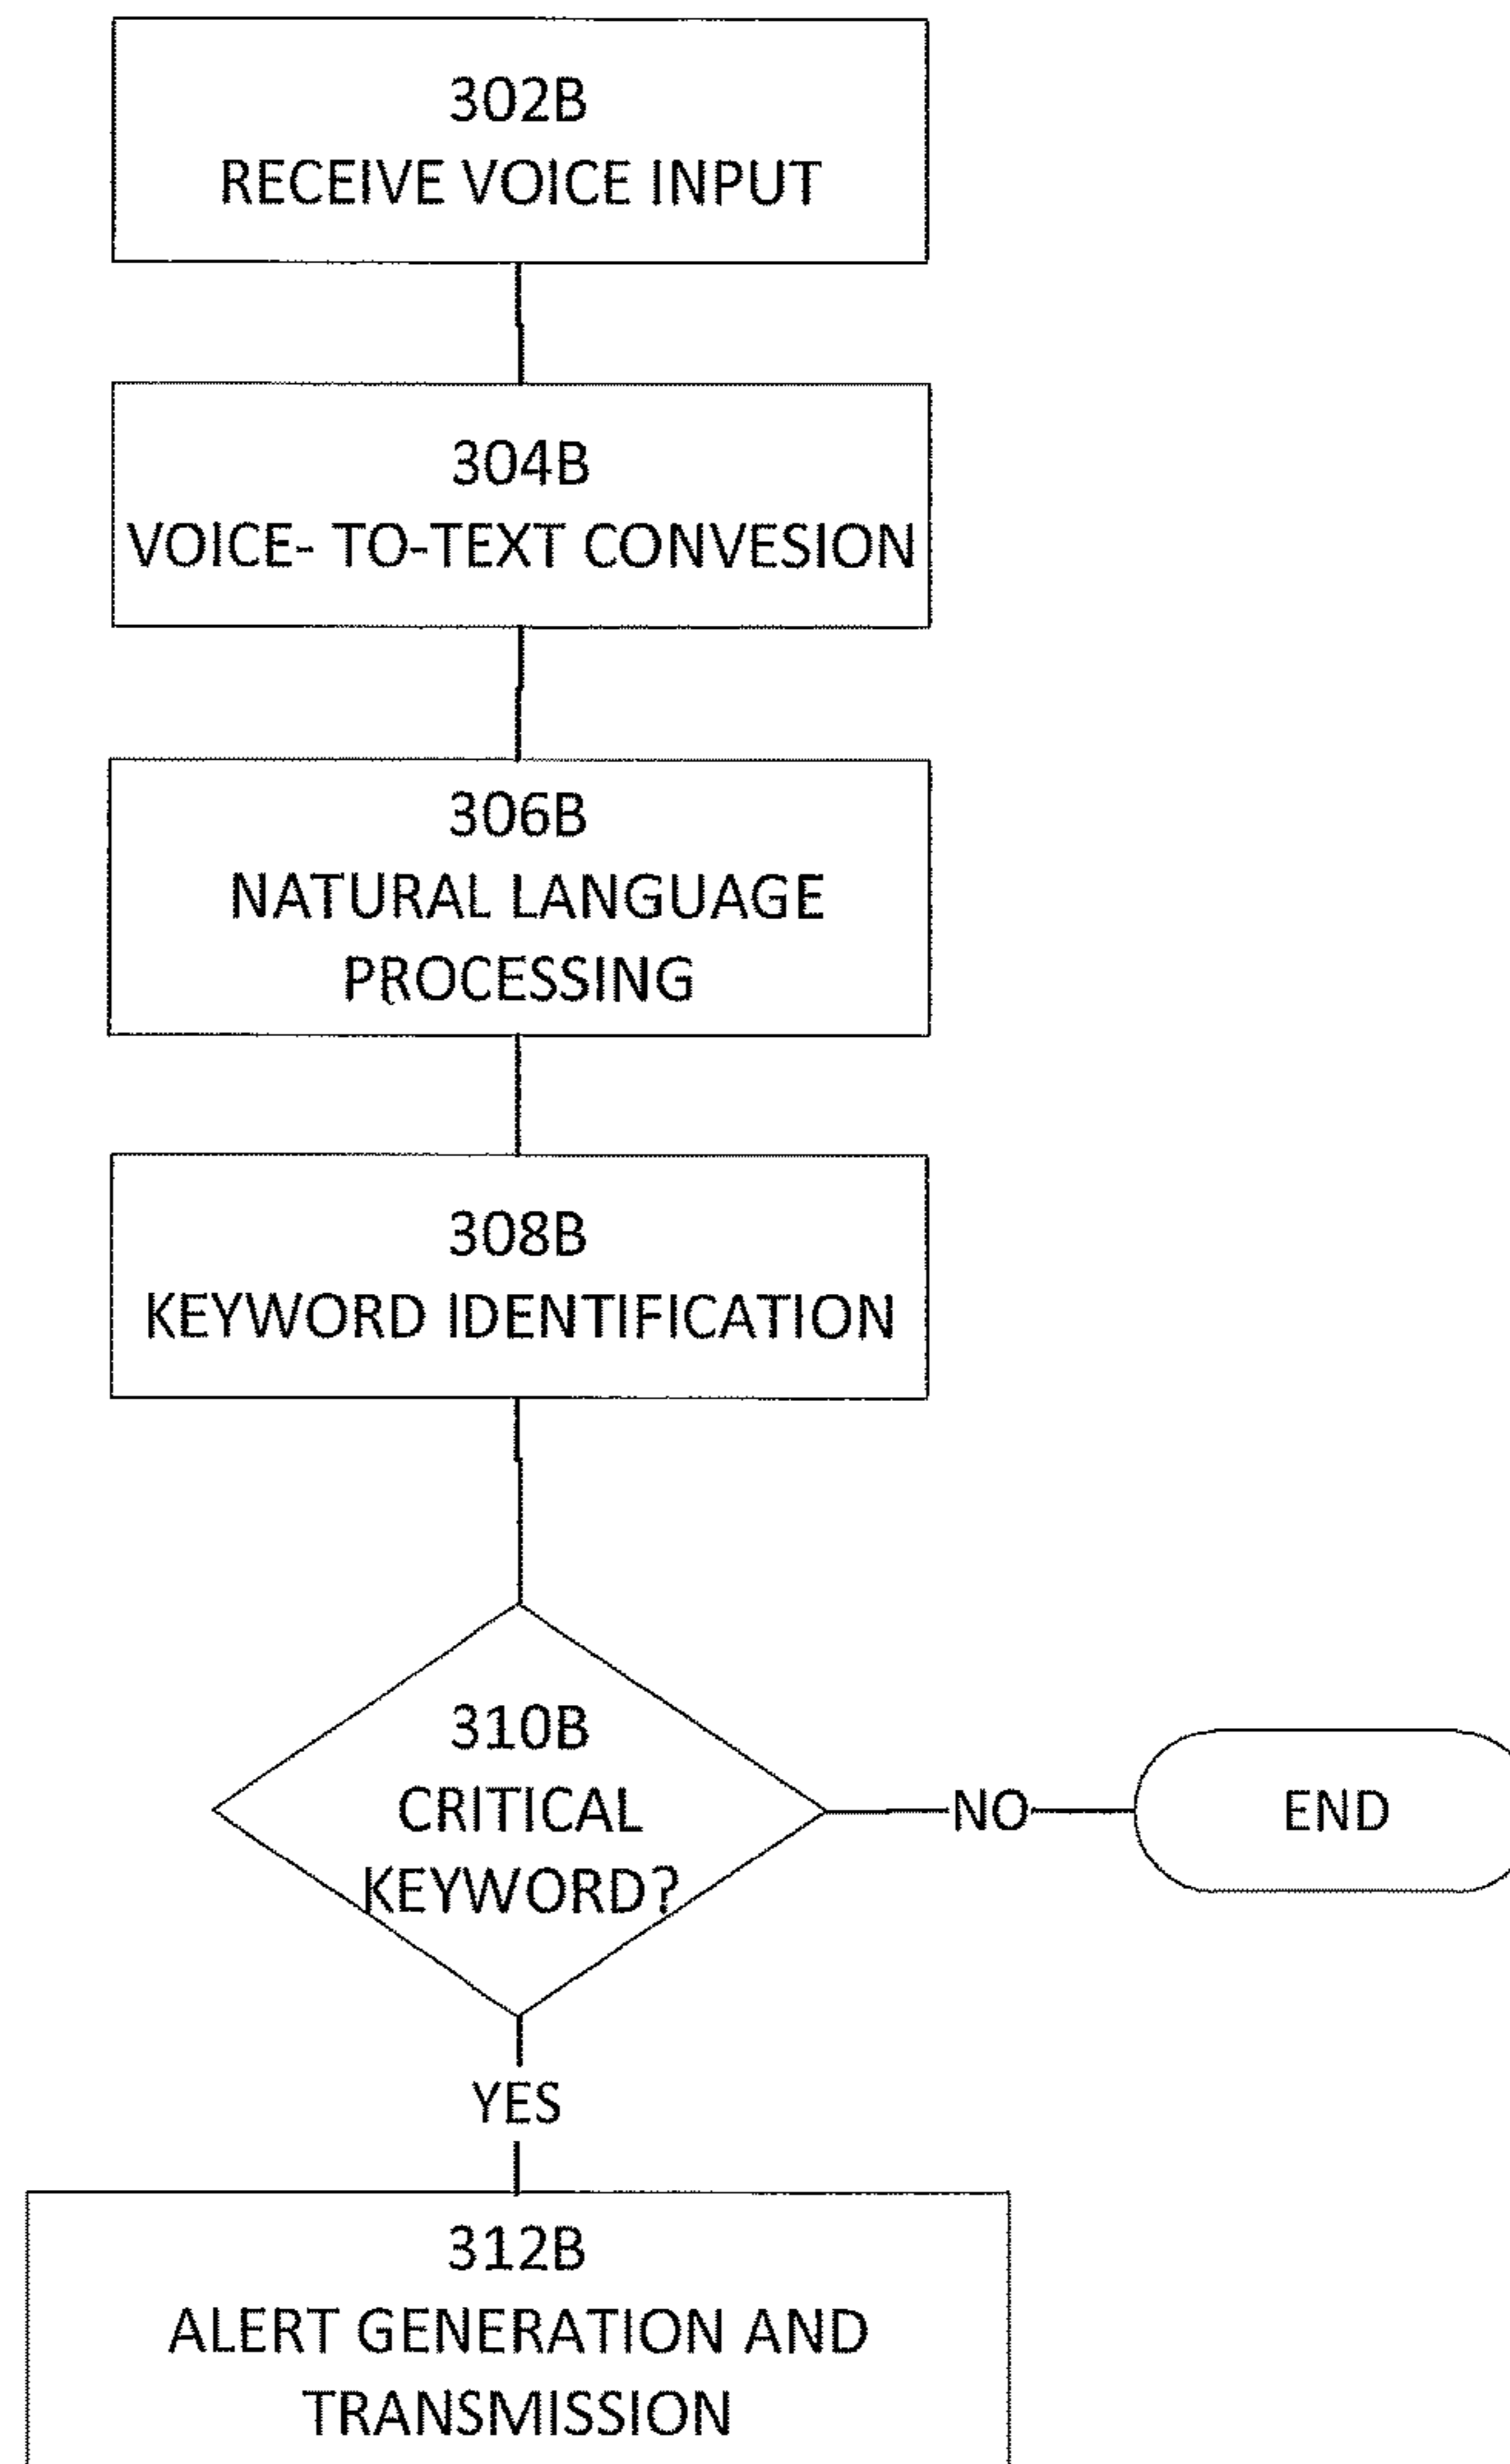 302B
RECEIVE VOICE INPUT
304B
VOICE- TO-TEXT CONVESION
306B
NATURAL LANGUAGE
PROCESSING
308B
KEYWORD IDENTIFICATION
310B
CRITICAL
KEYWORD?
NO
END
YES
312B
ALERT GENERATION AND
TRANSMISSION